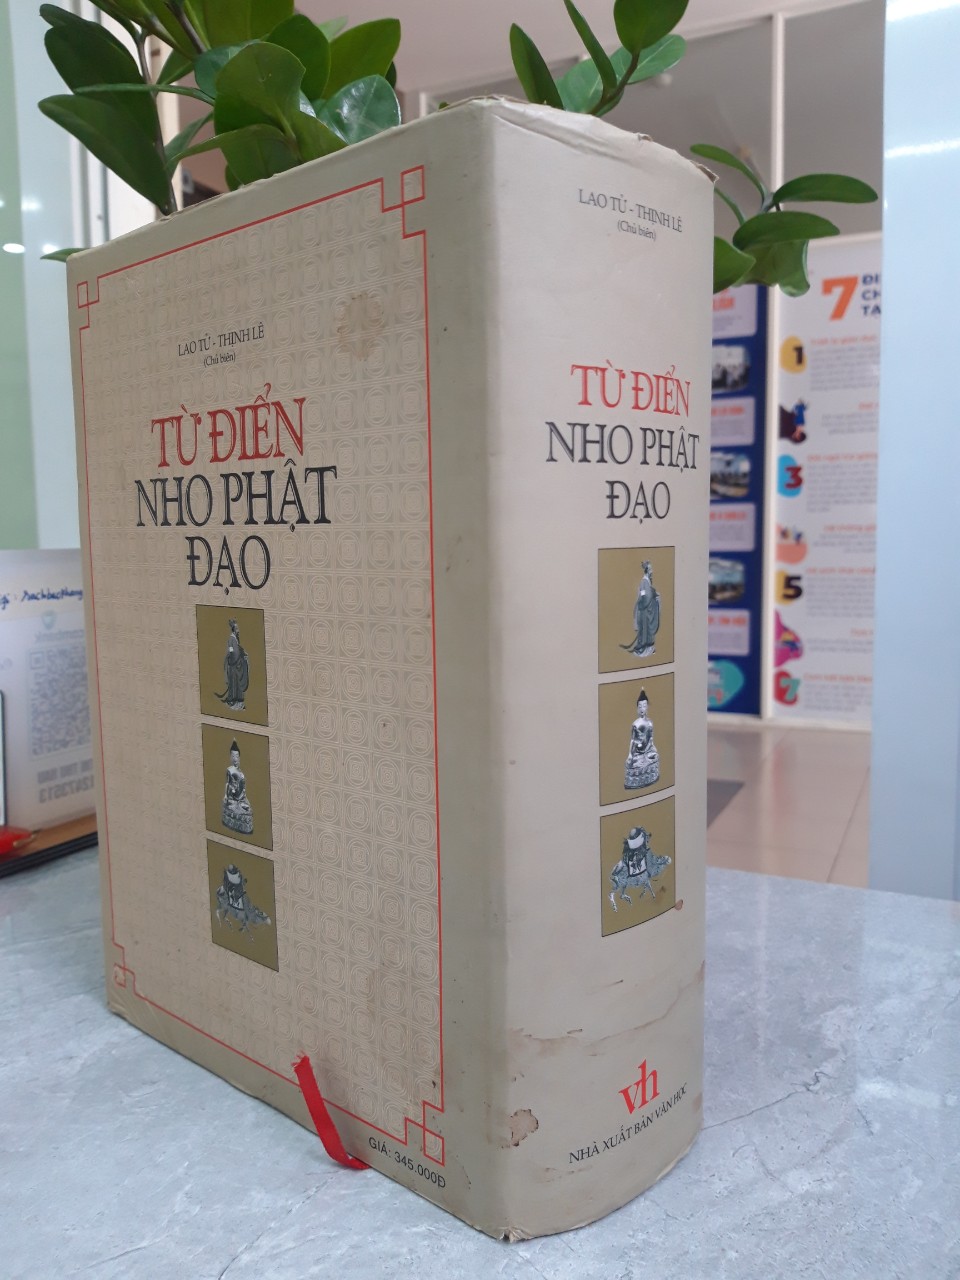 LAO TỬ - THỊNH LÊ
(Chủ biên)
TỪ ĐIỂN
NHO PHẬT
ĐẠO
GIÁ: 345.000Đ
LAO TỬ - THỊNH LÊ
(Chủ biên)
TỪ ĐIỂN
NHO PHẬT
ĐẠO
vh
NHÀ XUẤT BẢN VĂN HỌC
7
1
3
5
7